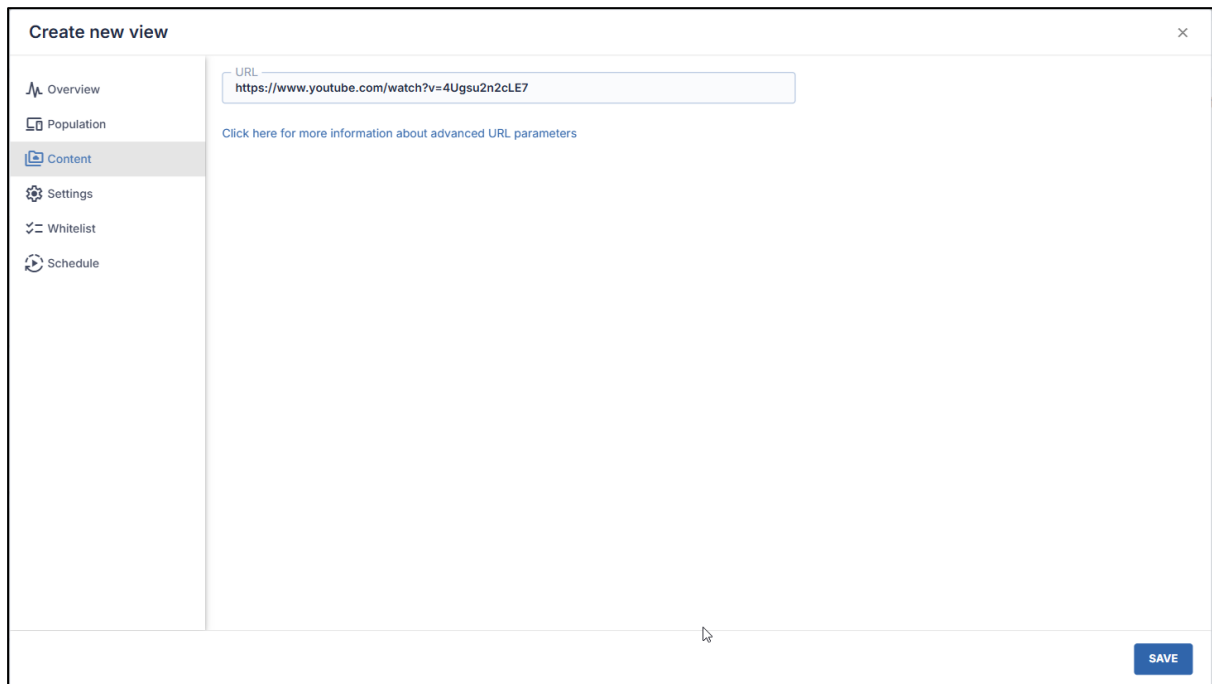 Create new view
Overview
Population
Content
Settings
Whitelist
Schedule
URL
https://www.youtube.com/watch?v=4Ugsu2n2cLE7
Click here for more information about advanced URL parameters
SAVE